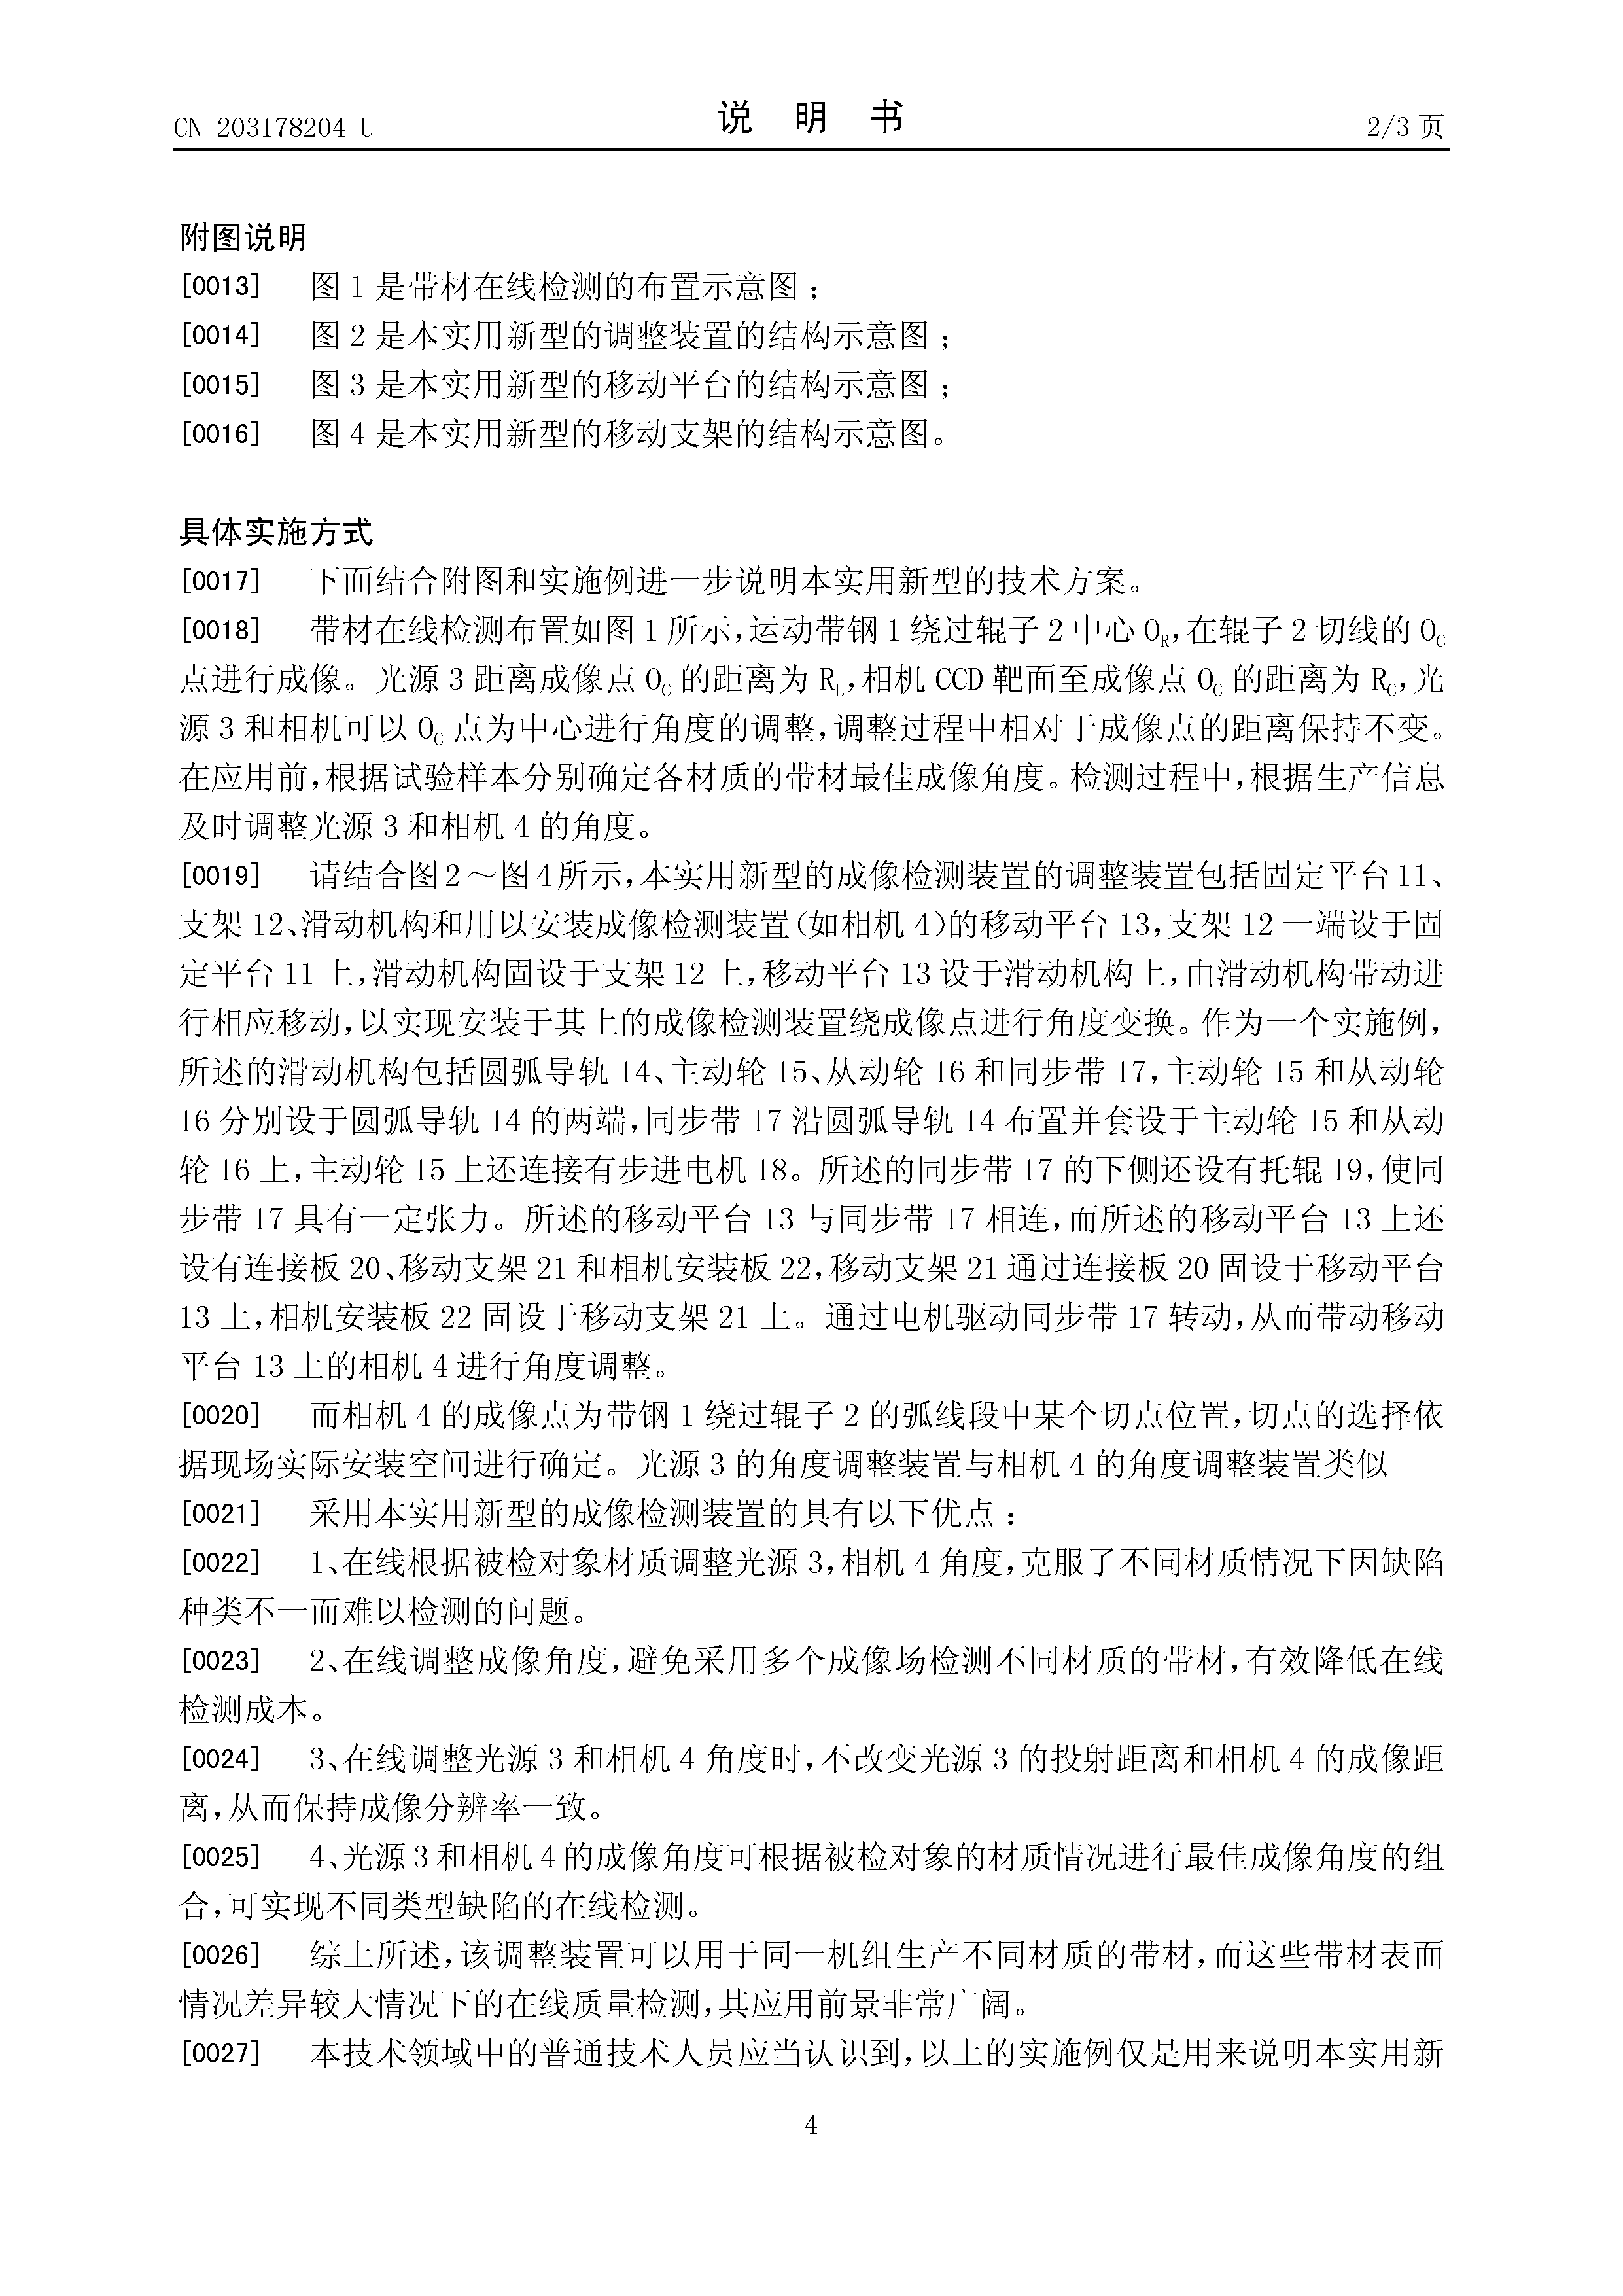 CN 203178204 U
说 明 书
2/3 页
附图说明
[0013] 图 1 是带材在线检测的布置示意图；
[0014] 图 2 是本实用新型的调整装置的结构示意图；
[0015] 图 3 是本实用新型的移动平台的结构示意图；
[0016] 图 4 是本实用新型的移动支架的结构示意图。
具体实施方式
[0017] 下面结合附图和实施例进一步说明本实用新型的技术方案。
[0018] 带材在线检测布置如图 1 所示，运动带钢 1 绕过辊子 2 中心 O_R，在辊子 2 切线的 O_C
点进行成像。光源 3 距离成像点 O_C 的距离为 R_L，相机 CCD 靶面至成像点 O_C 的距离为 R_C，光
源 3 和相机可以 O_C 点为中心进行角度的调整，调整过程中相对于成像点的距离保持不变。
在应用前，根据试验样本分别确定各材质的带材最佳成像角度。检测过程中，根据生产信息
及时调整光源 3 和相机 4 的角度。
[0019] 请结合图 2 ～图 4 所示，本实用新型的成像检测装置的调整装置包括固定平台 11、
支架 12、滑动机构和用以安装成像检测装置（如相机 4）的移动平台 13，支架 12 一端设于固
定平台 11 上，滑动机构固设于支架 12 上，移动平台 13 设于滑动机构上，由滑动机构带动进
行相应移动，以实现安装于其上的成像检测装置绕成像点进行角度变换。作为一个实施例，
所述的滑动机构包括圆弧导轨 14、主动轮 15、从动轮 16 和同步带 17，主动轮 15 和从动轮
16 分别设于圆弧导轨 14 的两端，同步带 17 沿圆弧导轨 14 布置并套设于主动轮 15 和从动
轮 16 上，主动轮 15 上还连接有步进电机 18。所述的同步带 17 的下侧还设有托辊 19，使同
步带 17 具有一定张力。所述的移动平台 13 与同步带 17 相连，而所述的移动平台 13 上还
设有连接板 20、移动支架 21 和相机安装板 22，移动支架 21 通过连接板 20 固设于移动平台
13 上，相机安装板 22 固设于移动支架 21 上。通过电机驱动同步带 17 转动，从而带动移动
平台 13 上的相机 4 进行角度调整。
[0020] 而相机 4 的成像点为带钢 1 绕过辊子 2 的弧线段中某个切点位置，切点的选择依
据现场实际安装空间进行确定。光源 3 的角度调整装置与相机 4 的角度调整装置类似
[0021] 采用本实用新型的成像检测装置的具有以下优点：
[0022] 1、在线根据被检对象材质调整光源 3，相机 4 角度，克服了不同材质情况下因缺陷
种类不一而难以检测的问题。
[0023] 2、在线调整成像角度，避免采用多个成像场检测不同材质的带材，有效降低在线
检测成本。
[0024] 3、在线调整光源 3 和相机 4 角度时，不改变光源 3 的投射距离和相机 4 的成像距
离，从而保持成像分辨率一致。
[0025] 4、光源 3 和相机 4 的成像角度可根据被检对象的材质情况进行最佳成像角度的组
合，可实现不同类型缺陷的在线检测。
[0026] 综上所述，该调整装置可以用于同一机组生产不同材质的带材，而这些带材表面
情况差异较大情况下的在线质量检测，其应用前景非常广阔。
[0027] 本技术领域中的普通技术人员应当认识到，以上的实施例仅是用来说明本实用新
4